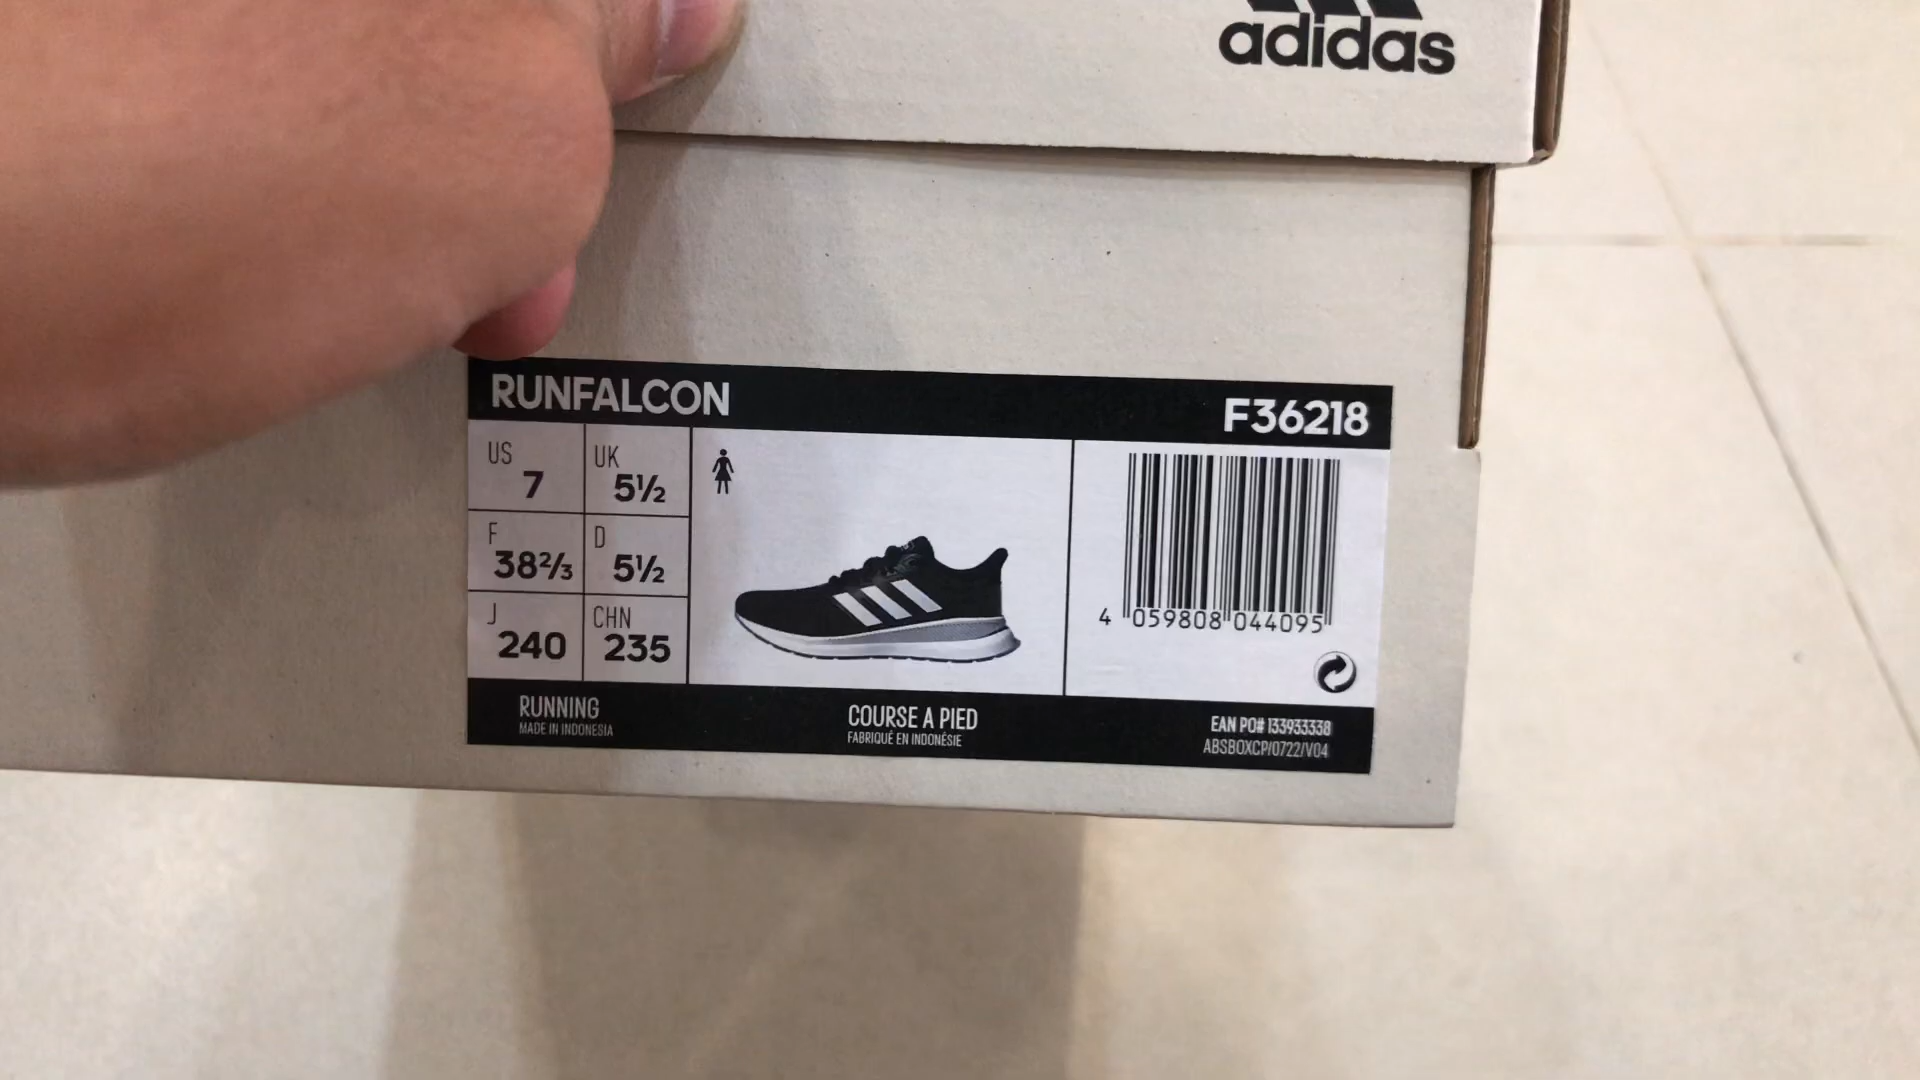 adidas
RUNFALCON
F36218
US
7
UK
5½
F
38⅔
D
5½
J
240
CHN
235
4 059808 044095
RUNNING
MADE IN INDONESIA
COURSE A PIED
FABRIQUÉ EN INDONÉSIE
EAN PO# 133933338
ABSBOXCP/0722/V04